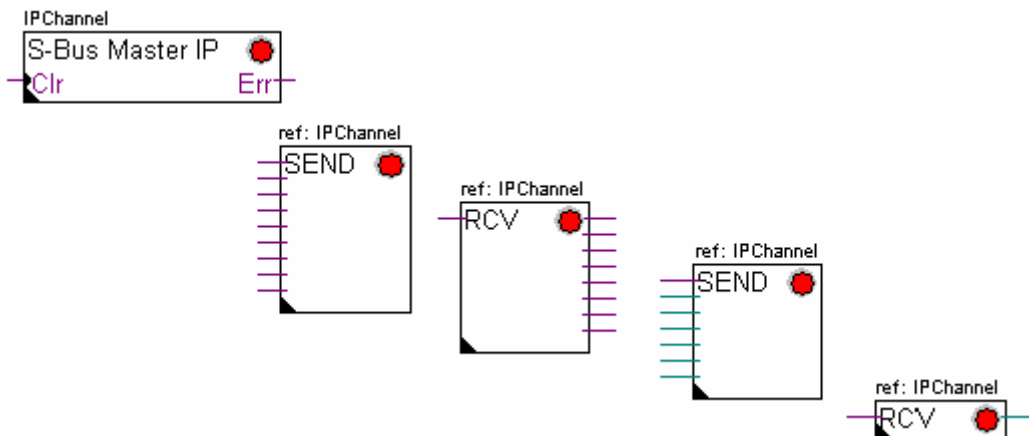 IPChannel
S-Bus Master IP
Clr Err
ref: IPChannel
SEND
ref: IPChannel
RCV
ref: IPChannel
SEND
ref: IPChannel
RCV